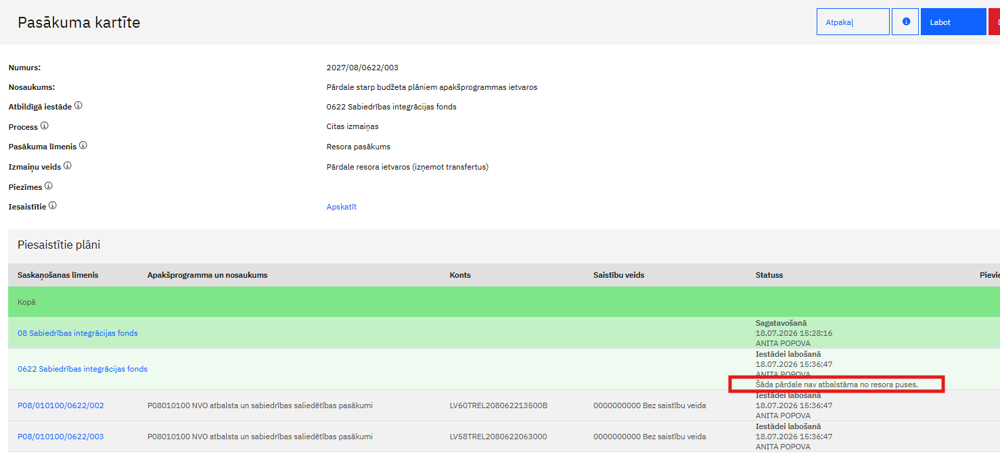 Pasākuma kartīte
Atpakaļ
Labot
Numurs:
2027/08/0622/003
Nosaukums:
Pārdale starp budžeta plāniem apakšprogrammas ietvaros
Atbildīgā iestāde
0622 Sabiedrības integrācijas fonds
Process
Citas izmaiņas
Pasākuma līmenis
Resora pasākums
Izmaiņu veids
Pārdale resora ietvaros (izņemot transfertus)
Piezīmes
Iesaistītie
Apskatīt
Piesaistītie plāni
Saskaņošanas līmenis Apakšprogramma un nosaukums Konts Saistību veids Statuss
Kopā
08 Sabiedrības integrācijas fonds
Sagatavošanā
18.07.2026 15:28:16
ANITA POPOVA
0622 Sabiedrības integrācijas fonds
Iestādei labošanā
18.07.2026 15:36:47
ANITA POPOVA
Šāda pārdale nav atbalstāma no resora puses.
P08/010100/0622/002 P08010100 NVO atbalsta un sabiedrības saliedētības pasākumi LV60TREL208062213500B 0000000000 Bez saistību veida
Iestādei labošanā
18.07.2026 15:36:47
ANITA POPOVA
P08/010100/0622/003 P08010100 NVO atbalsta un sabiedrības saliedētības pasākumi LV58TREL2080622063000 0000000000 Bez saistību veida
Iestādei labošanā
18.07.2026 15:36:47
ANITA POPOVA